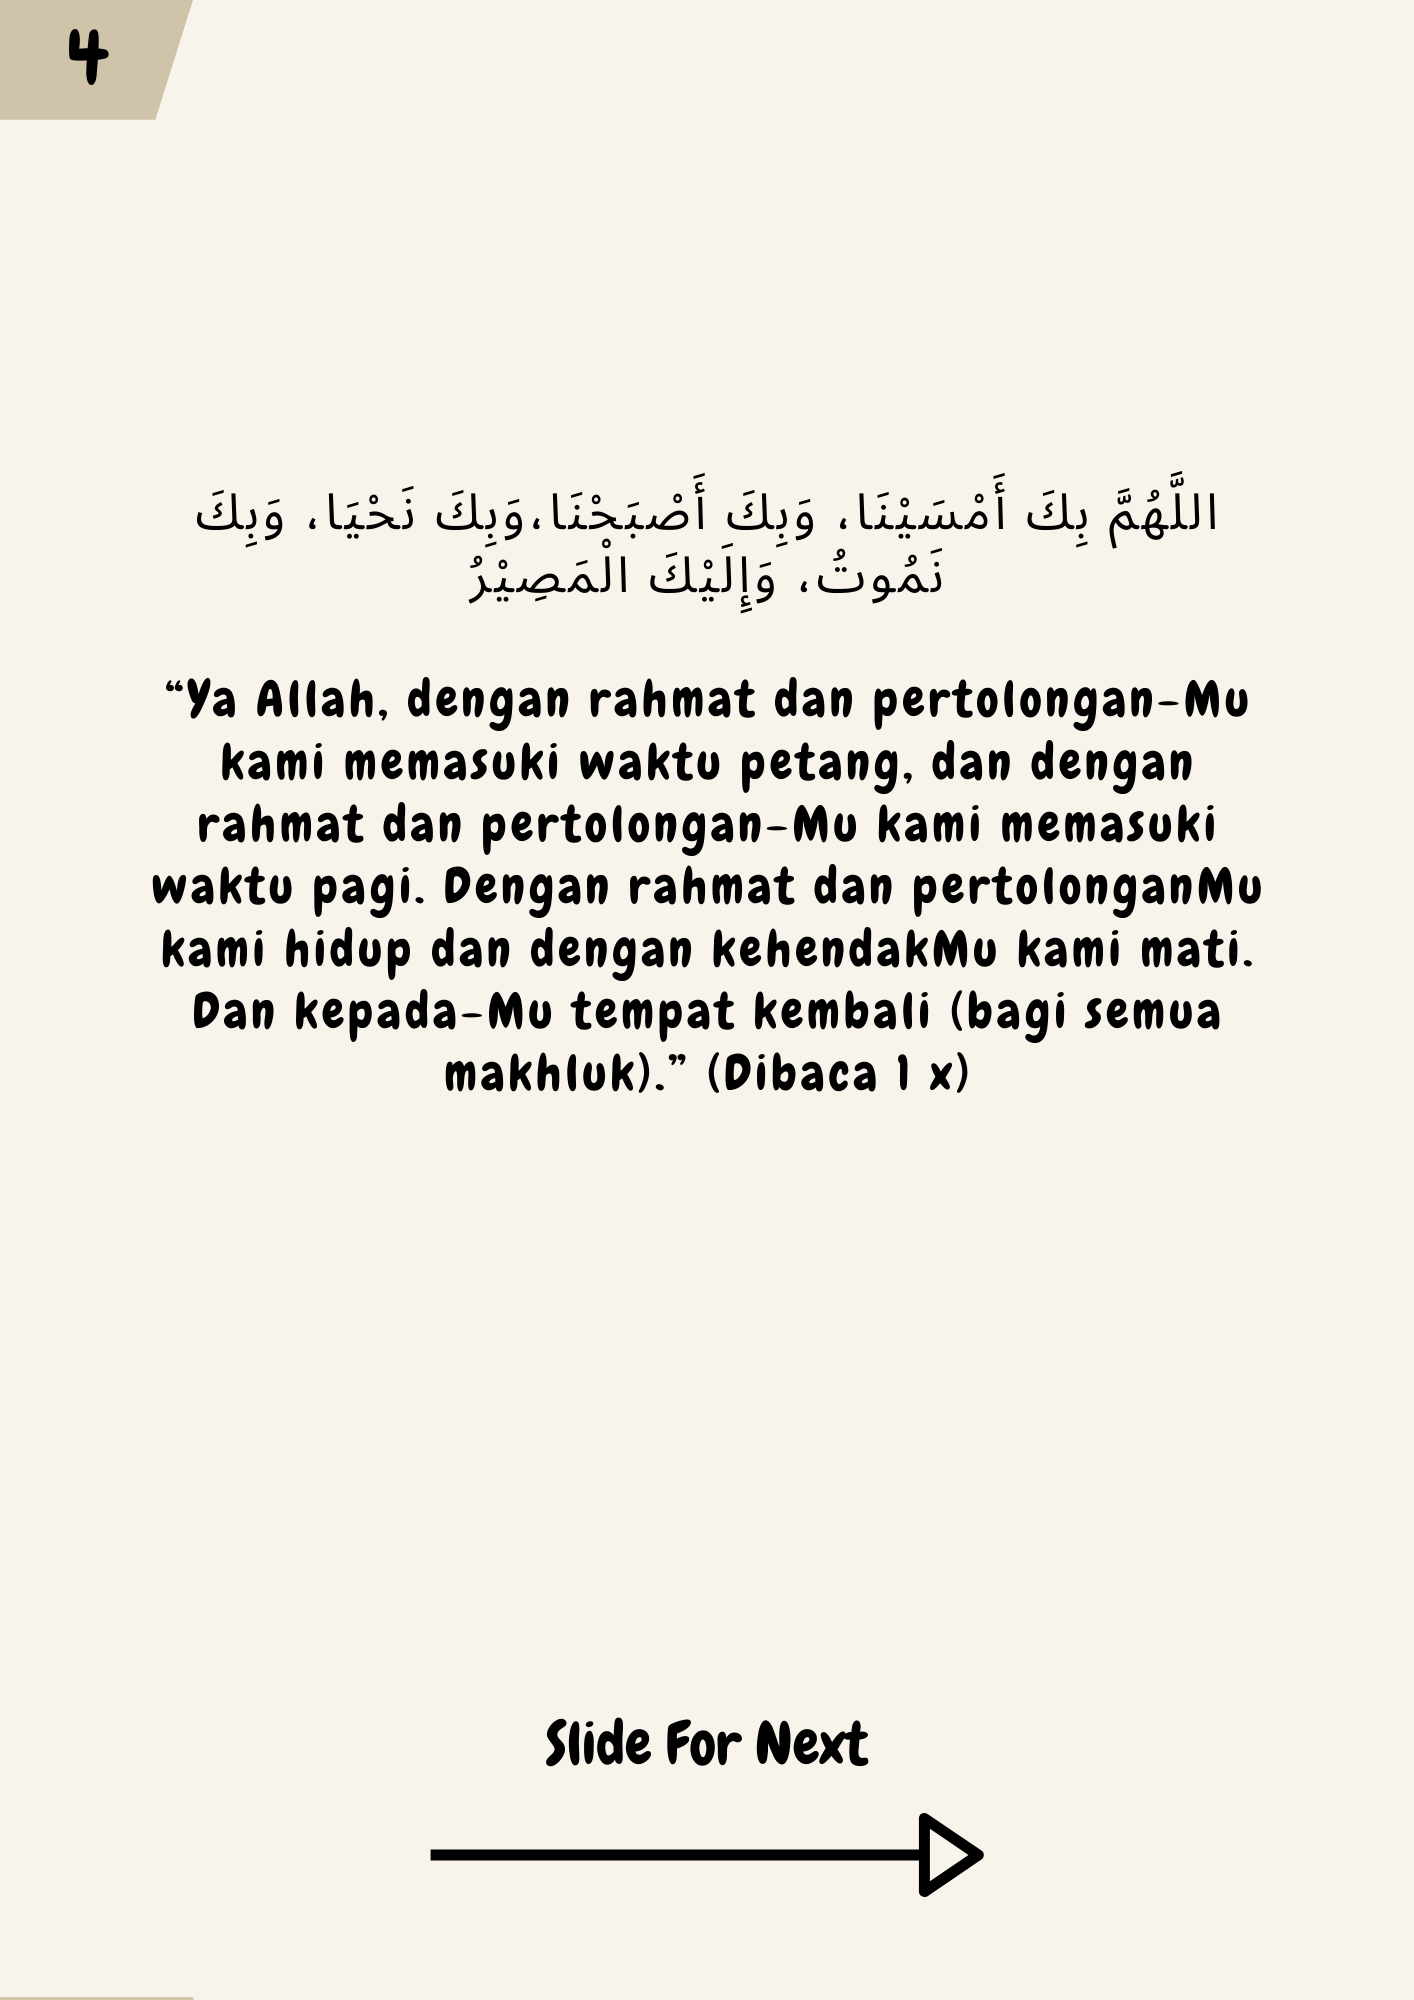 4
اللَّهُمَّ بِكَ أَمْسَيْنَا، وَبِكَ أَصْبَحْنَا،وَبِكَ نَحْيَا، وَبِكَ
نَمُوتُ، وَإِلَيْكَ الْمَصِيْرُ
“Ya Allah, dengan rahmat dan pertolongan-Mu
kami memasuki waktu petang, dan dengan
rahmat dan pertolongan-Mu kami memasuki
waktu pagi. Dengan rahmat dan pertolonganMu
kami hidup dan dengan kehendakMu kami mati.
Dan kepada-Mu tempat kembali (bagi semua
makhluk).” (Dibaca 1 x)
Slide For Next